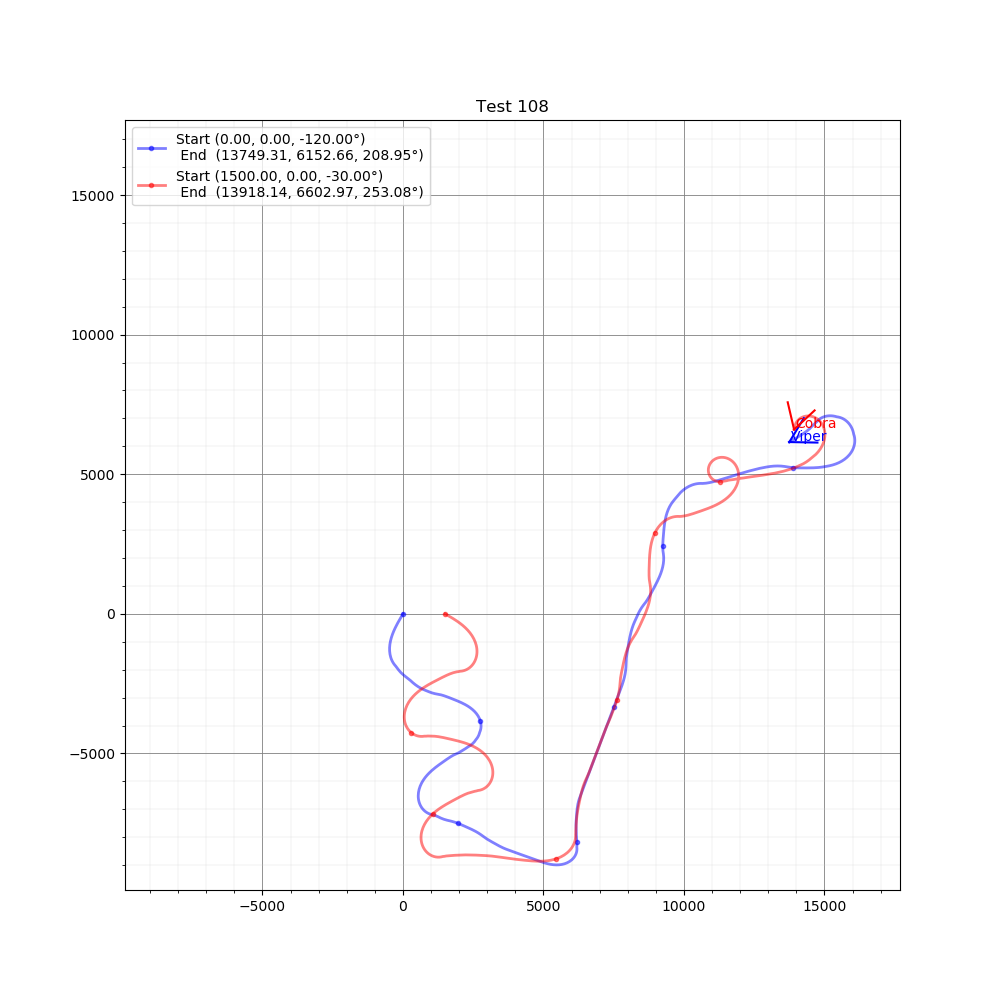 Test 108
Start (0.00, 0.00, -120.00°)
End  (13749.31, 6152.66, 208.95°)
Start (1500.00, 0.00, -30.00°)
End  (13918.14, 6602.97, 253.08°)
15000
10000
Cobra
Viper
5000
0
−5000
−5000
0
5000
10000
15000